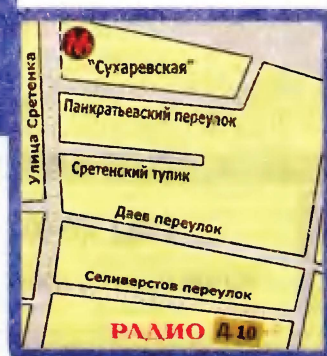 М
"Сухаревская"
Улица Сретенка
Панкратьевский переулок
Сретенский тупик
Даев переулок
Селиверстов переулок
РАДИО Д 10